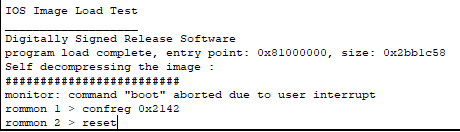 IOS Image Load Test
___________________
Digitally Signed Release Software
program load complete, entry point: 0x81000000, size: 0x2bb1c58
Self decompressing the image :
##########################
monitor: command "boot" aborted due to user interrupt
rommon 1 > confreg 0x2142
rommon 2 > reset